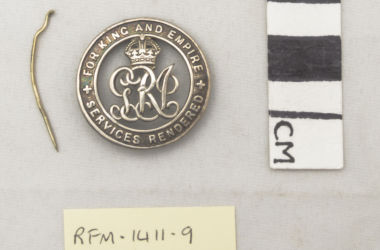 FOR KING AND EMPIRE
GRI
SERVICES RENDERED
CM
RFM-1411-9